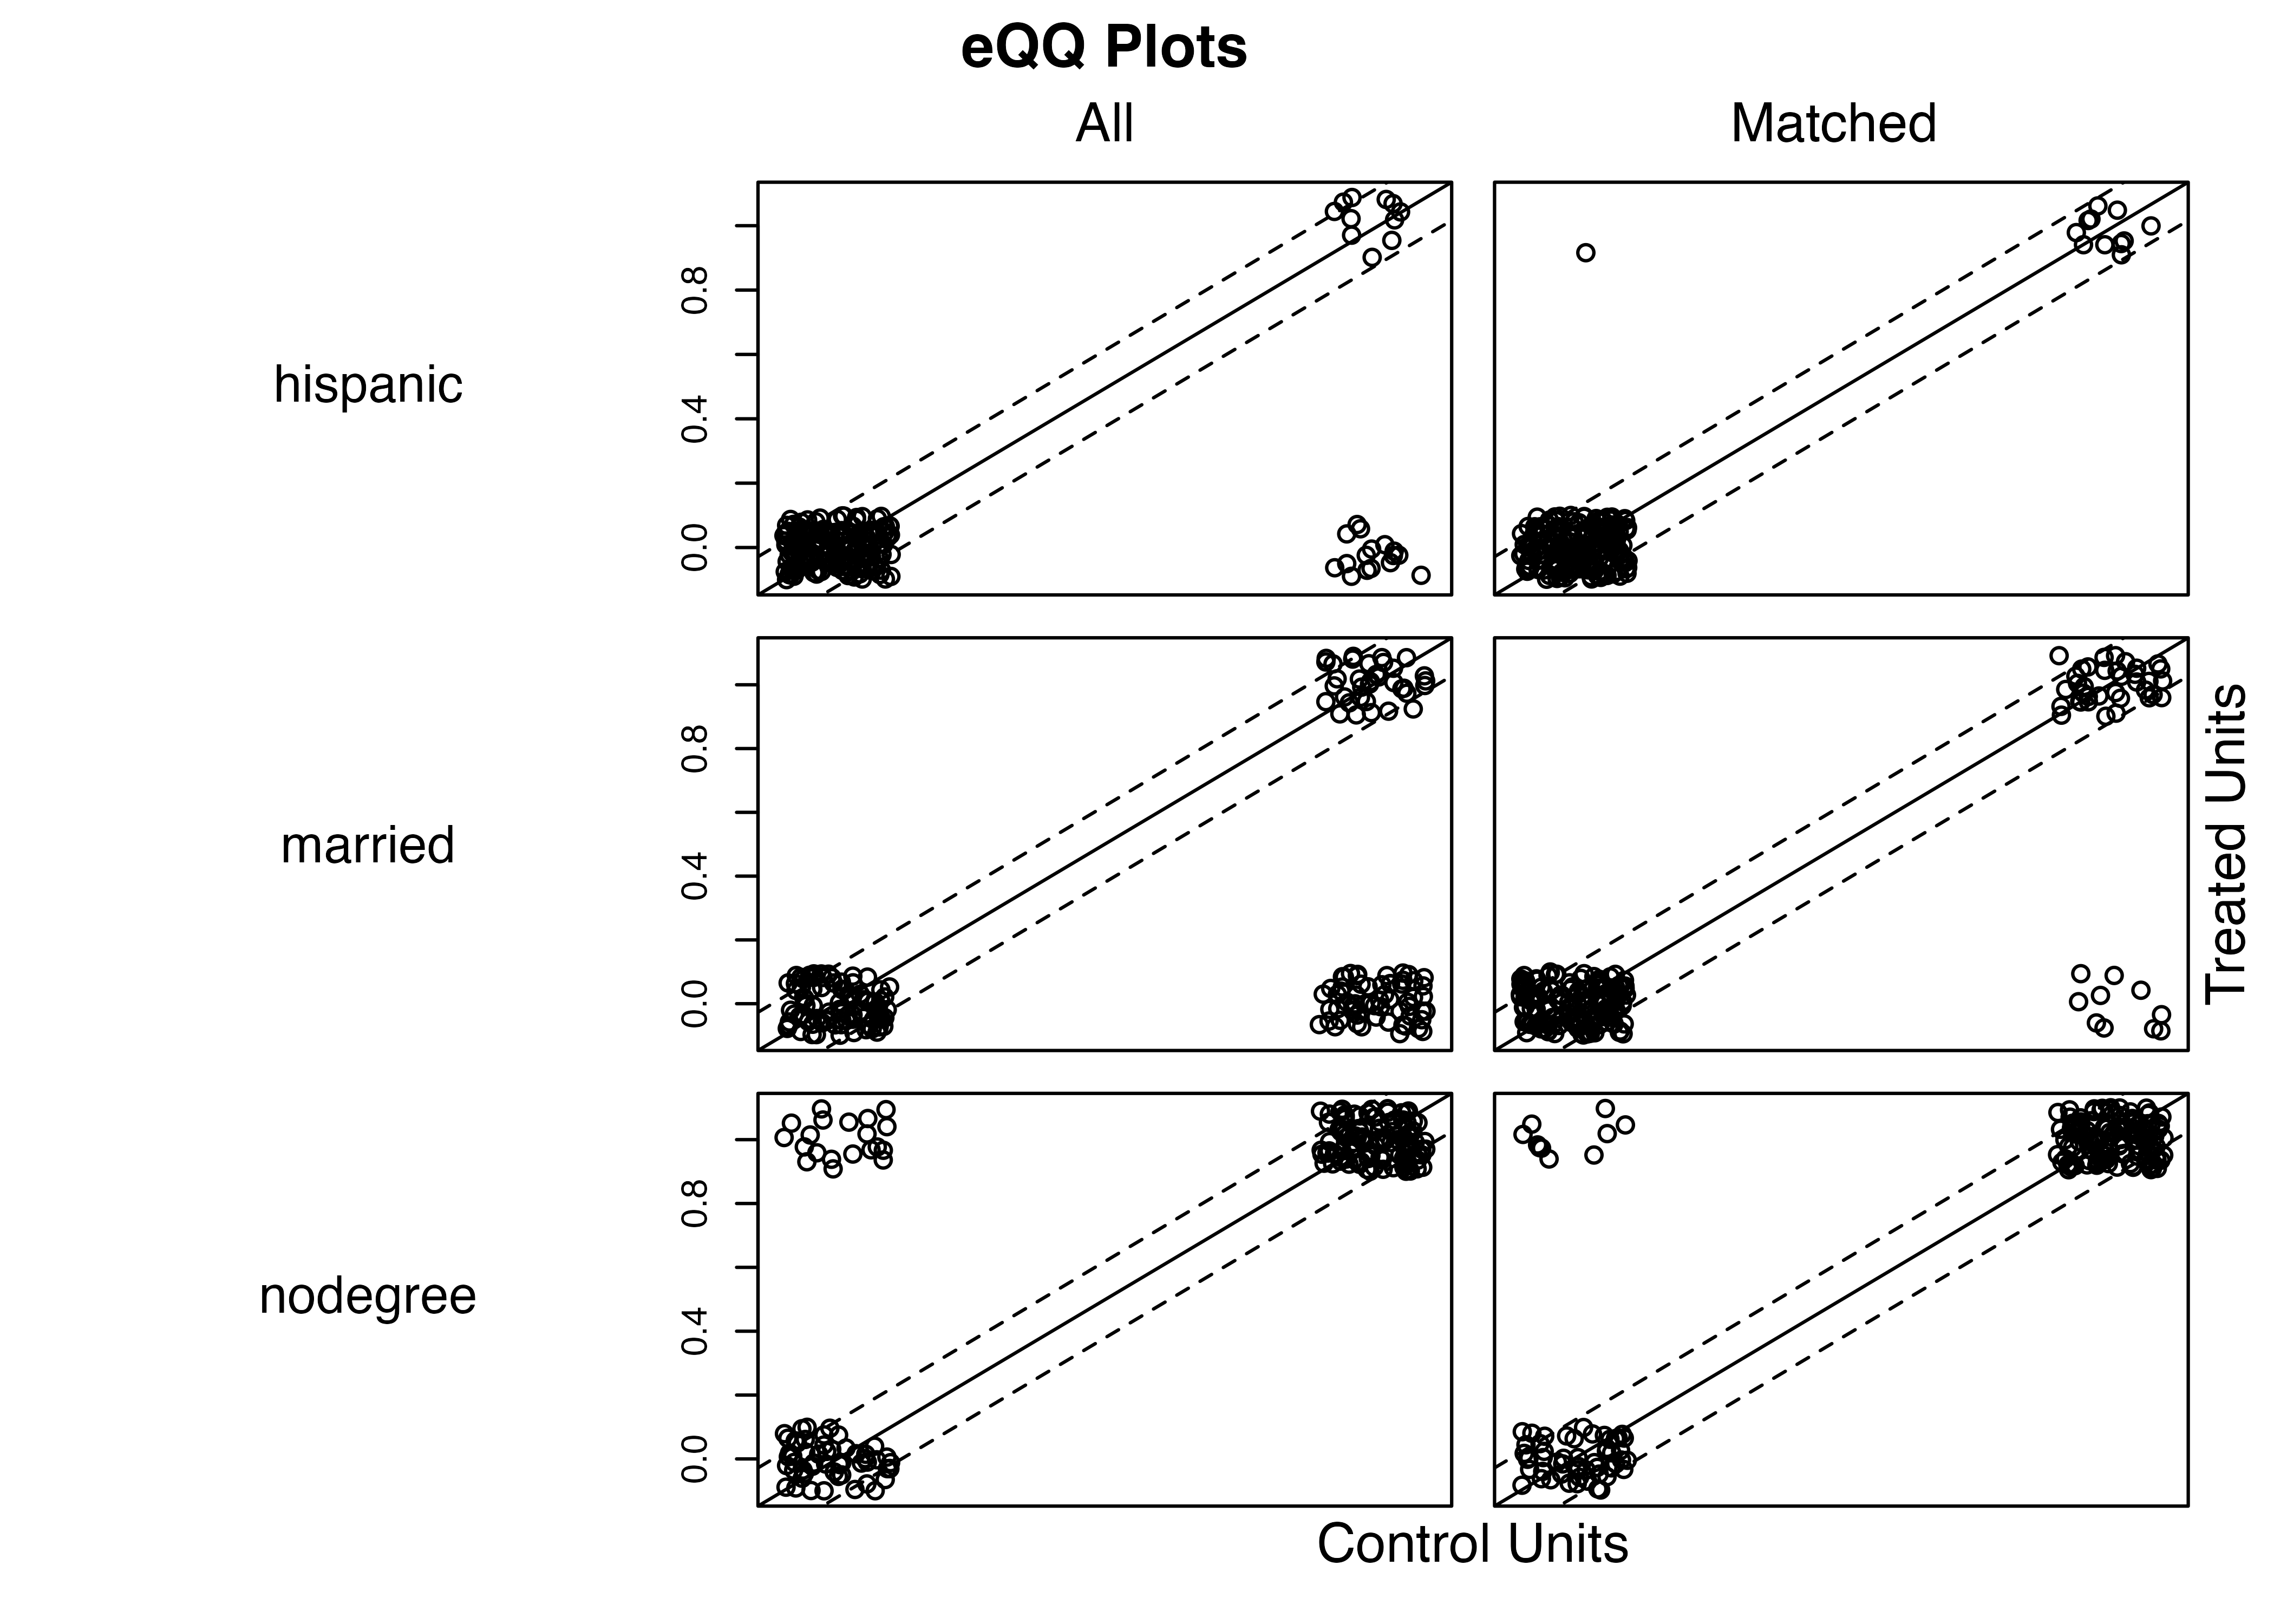 eQQ Plots
All Matched
hispanic
0.0 0.4 0.8
married
0.0 0.4 0.8
nodegree
0.0 0.4 0.8
Treated Units
Control Units